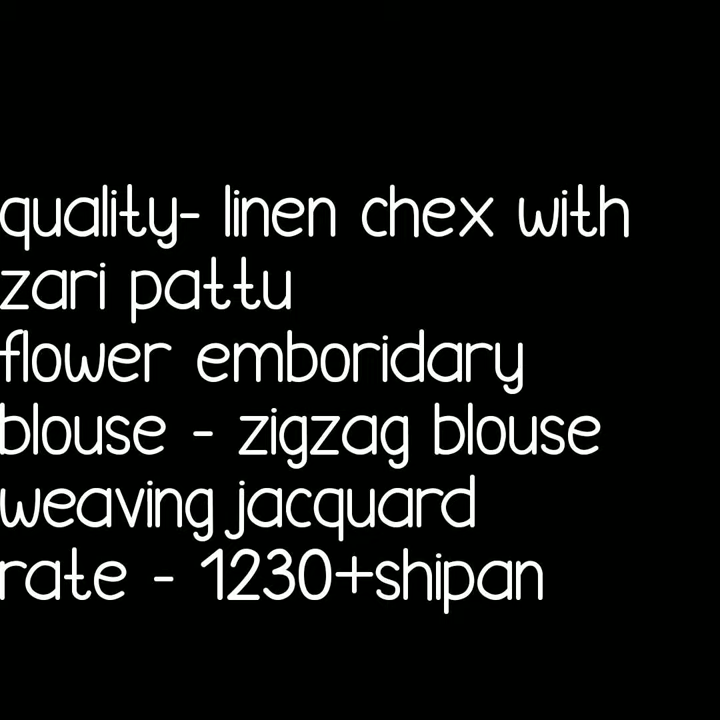 quality- linen chex with
zari pattu
flower emboridary
blouse - zigzag blouse
weaving jacquard
rate - 1230+shipan